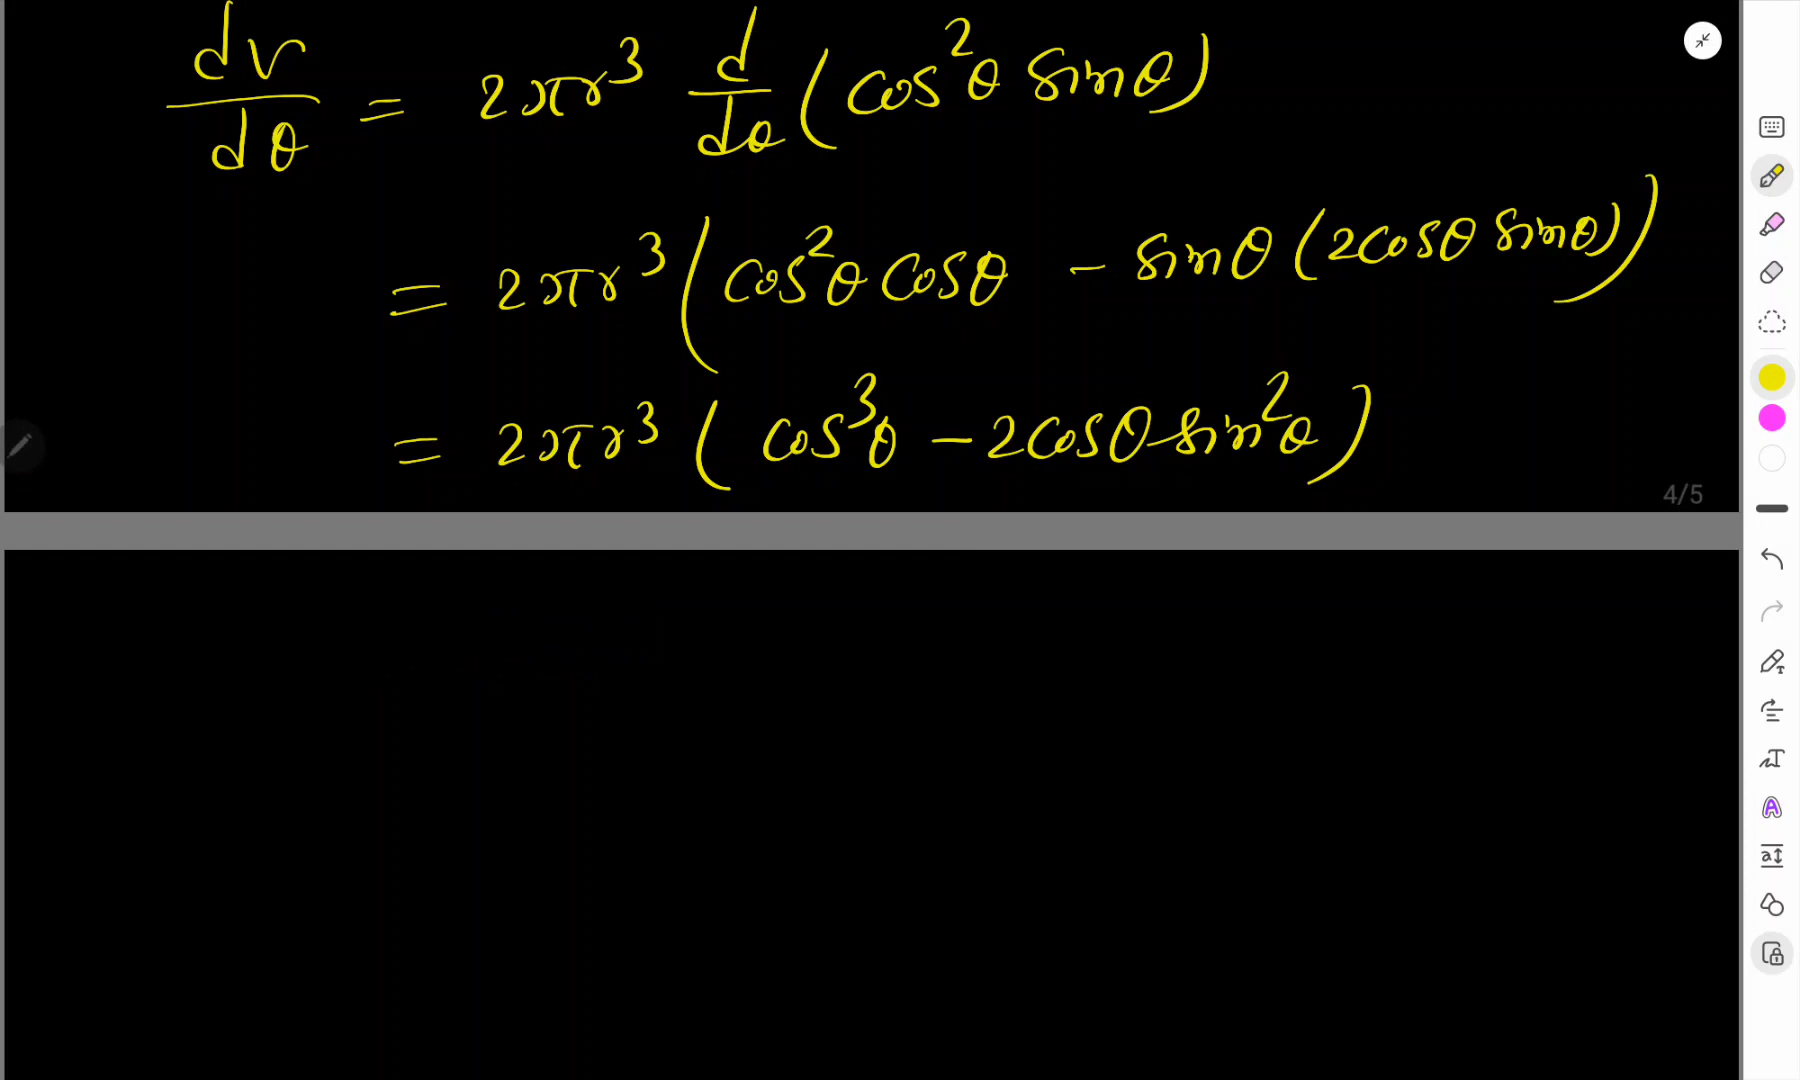 dv/dθ = 2πr³ d/dθ (cos²θ sinθ)
= 2πr³ (cos²θ cosθ - sinθ (2cosθ sinθ))
= 2πr³ (cos³θ - 2cosθ sin²θ)
4/5